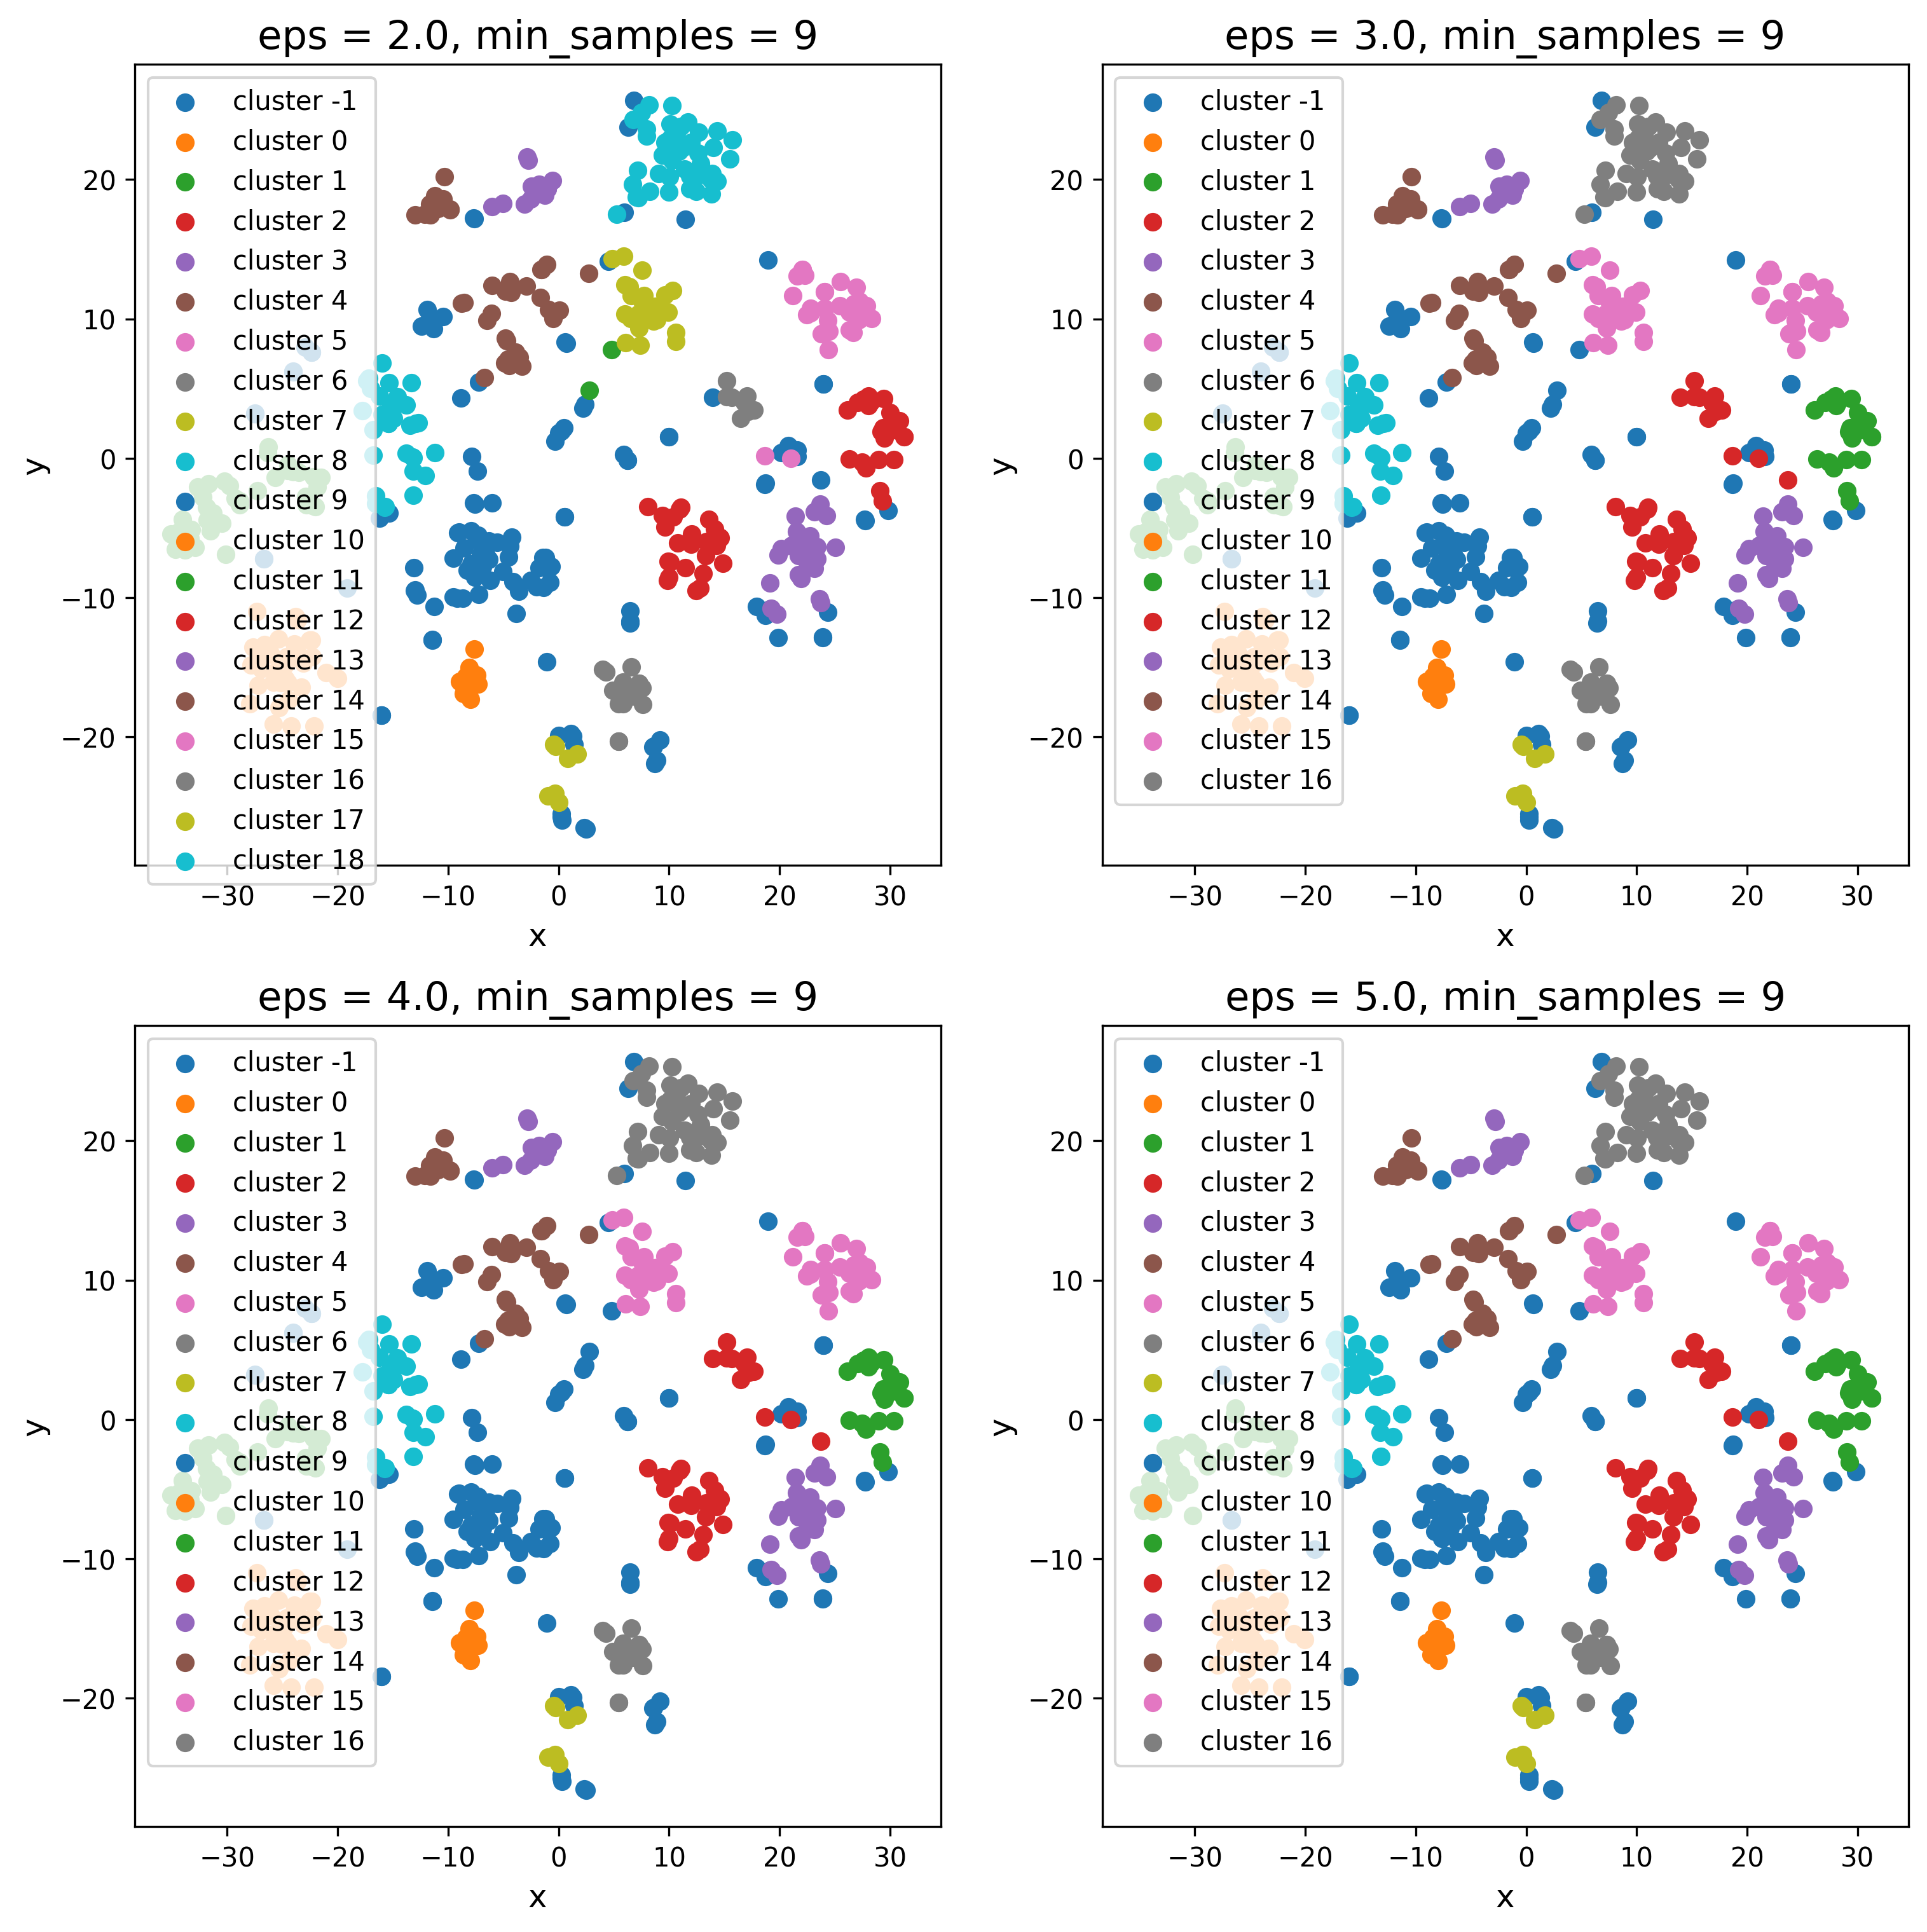 eps = 2.0, min_samples = 9
cluster -1
cluster 0
cluster 1
cluster 2
cluster 3
cluster 4
cluster 5
cluster 6
cluster 7
cluster 8
cluster 9
cluster 10
cluster 11
cluster 12
cluster 13
cluster 14
cluster 15
cluster 16
cluster 17
cluster 18
20
10
0
−10
−20
y
−30 −20 −10 0 10 20 30
x
eps = 3.0, min_samples = 9
cluster -1
cluster 0
cluster 1
cluster 2
cluster 3
cluster 4
cluster 5
cluster 6
cluster 7
cluster 8
cluster 9
cluster 10
cluster 11
cluster 12
cluster 13
cluster 14
cluster 15
cluster 16
20
10
0
−10
−20
y
−30 −20 −10 0 10 20 30
x
eps = 4.0, min_samples = 9
cluster -1
cluster 0
cluster 1
cluster 2
cluster 3
cluster 4
cluster 5
cluster 6
cluster 7
cluster 8
cluster 9
cluster 10
cluster 11
cluster 12
cluster 13
cluster 14
cluster 15
cluster 16
20
10
0
−10
−20
y
−30 −20 −10 0 10 20 30
x
eps = 5.0, min_samples = 9
cluster -1
cluster 0
cluster 1
cluster 2
cluster 3
cluster 4
cluster 5
cluster 6
cluster 7
cluster 8
cluster 9
cluster 10
cluster 11
cluster 12
cluster 13
cluster 14
cluster 15
cluster 16
20
10
0
−10
−20
y
−30 −20 −10 0 10 20 30
x